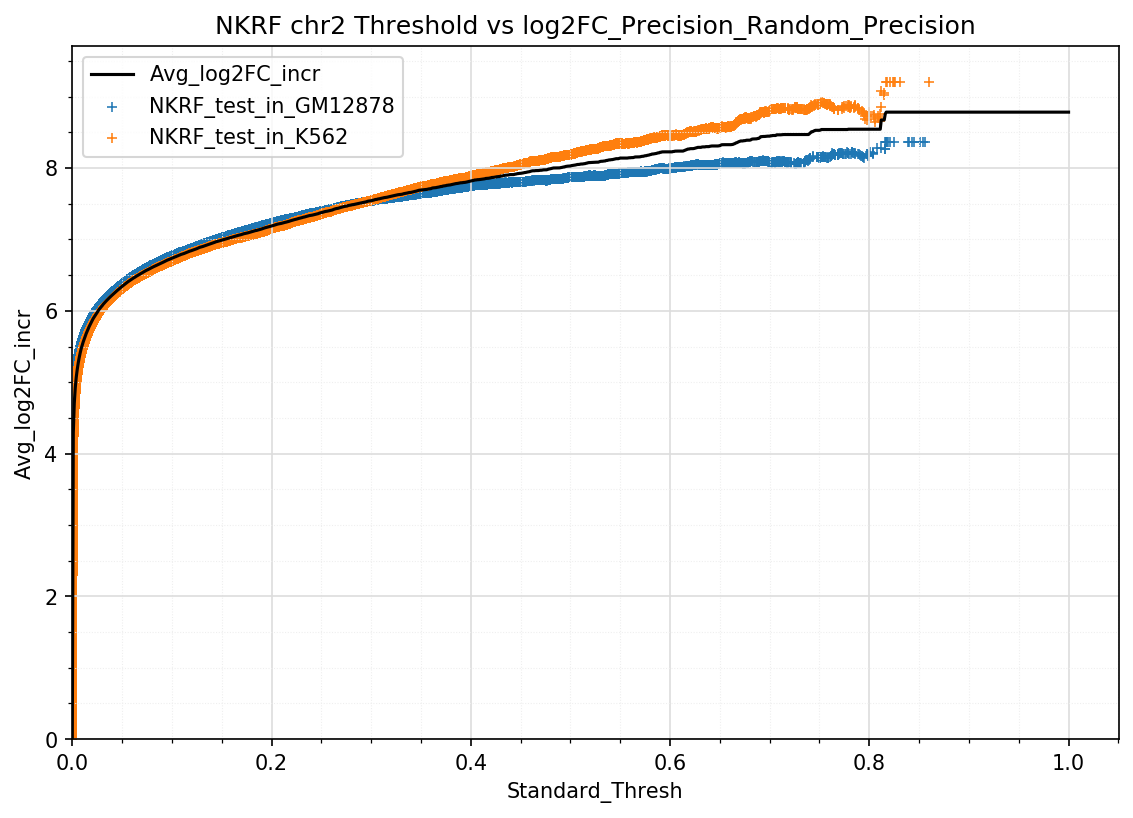 NKRF chr2 Threshold vs log2FC_Precision_Random_Precision
Avg_log2FC_incr
NKRF_test_in_GM12878
NKRF_test_in_K562
Avg_log2FC_incr
8
6
4
2
0
0.0 0.2 0.4 0.6 0.8 1.0
Standard_Thresh